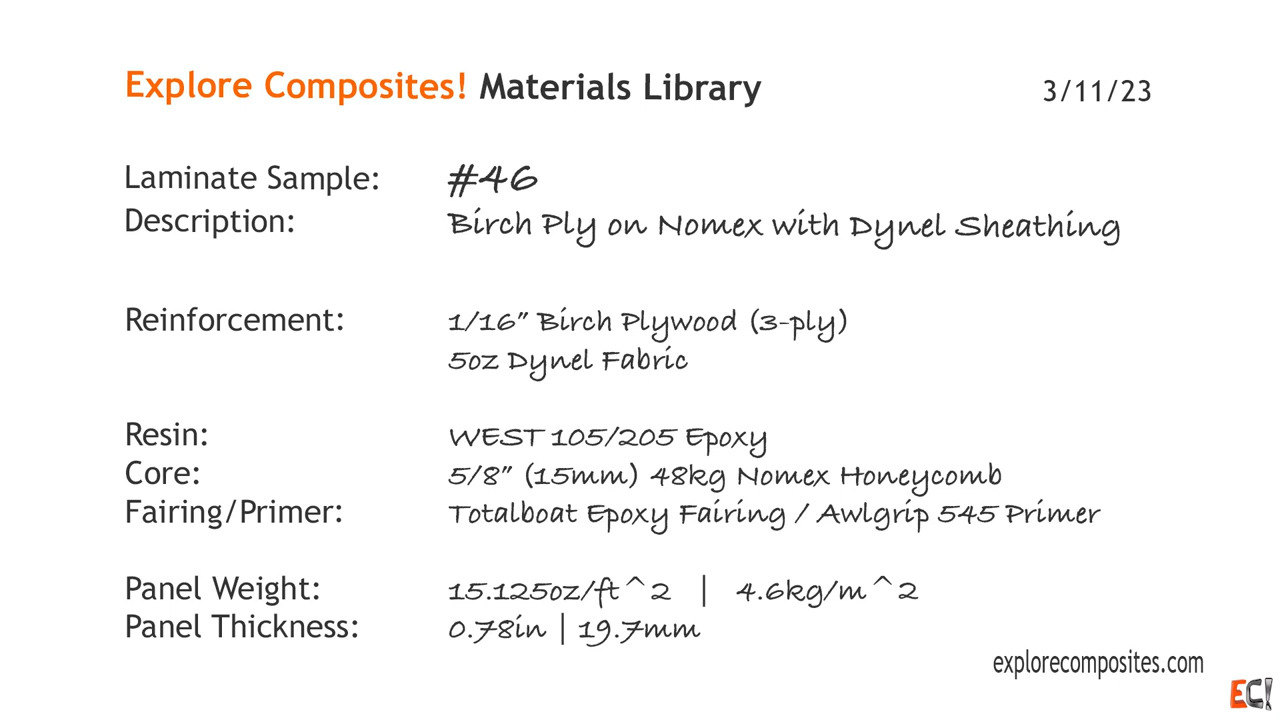 Explore Composites! Materials Library 3/11/23
Laminate Sample: #46
Description: Birch Ply on Nomex with Dynel Sheathing
Reinforcement: 1/16" Birch Plywood (3-ply)
5oz Dynel Fabric
Resin: WEST 105/205 Epoxy
Core: 5/8" (15mm) 48kg Nomex Honeycomb
Fairing/Primer: Totalboat Epoxy Fairing / Awlgrip 545 Primer
Panel Weight: 15.125oz/ft^2 | 4.6kg/m^2
Panel Thickness: 0.78in | 19.7mm
explorecomposites.com
EC!